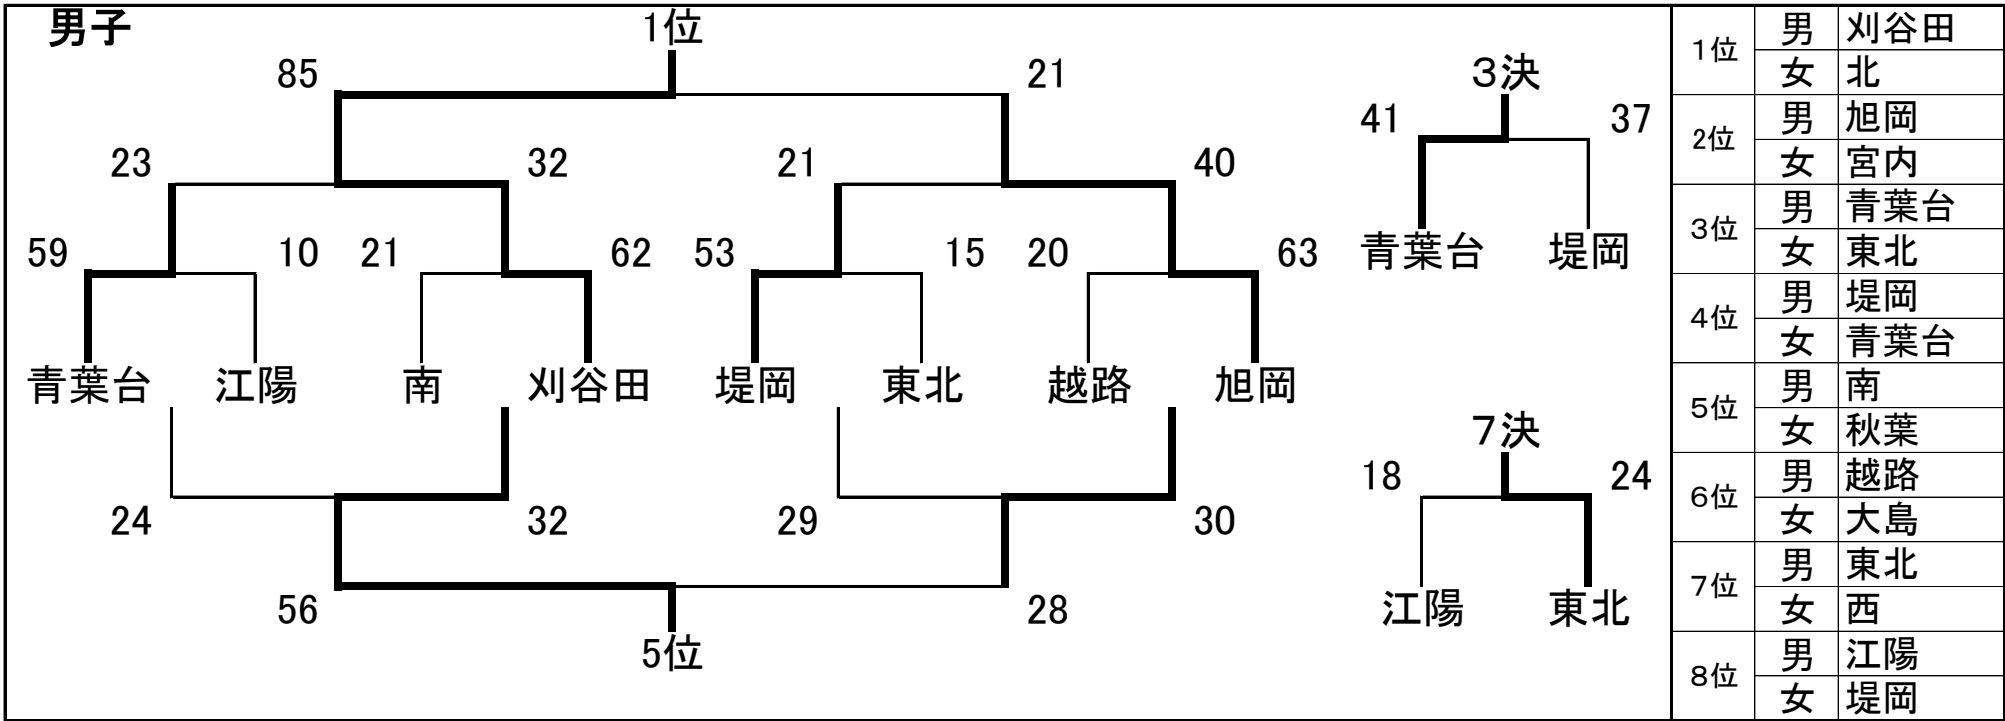 男子
1位
85 21
23 32 21 40
59 10 21 62 53 15 20 63
青葉台 江陽 南 刈谷田 堤岡 東北 越路 旭岡
24 32 29 30
56 28
5位
3決
41 37
青葉台 堤岡
7決
18 24
江陽 東北
1位 男 刈谷田
女 北
2位 男 旭岡
女 宮内
3位 男 青葉台
女 東北
4位 男 堤岡
女 青葉台
5位 男 南
女 秋葉
6位 男 越路
女 大島
7位 男 東北
女 西
8位 男 江陽
女 堤岡